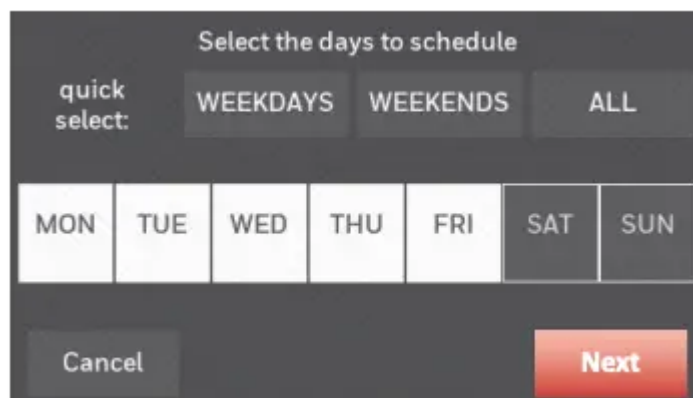 Select the days to schedule
quick
select:
WEEKDAYS WEEKENDS ALL
MON TUE WED THU FRI SAT SUN
Cancel Next